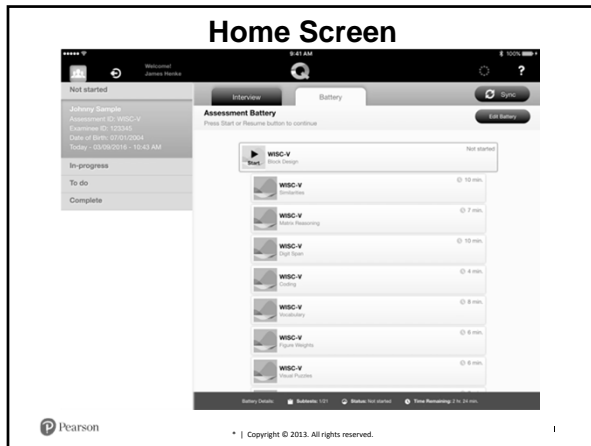 Home Screen
9:41 AM
100%
Welcome!
James Henke
Q
?
Not started
Johnny Sample
Assessment ID: WISC-V
Examinee ID: 123345
Date of Birth: 07/01/2004
Today - 03/09/2016 - 10:43 AM
In-progress
To do
Complete
Interview
Battery
Sync
Assessment Battery
Press Start or Resume button to continue
Edit Battery
Start
WISC-V
Block Design
Not started
WISC-V
Similarities
10 min.
WISC-V
Matrix Reasoning
7 min.
WISC-V
Digit Span
10 min.
WISC-V
Coding
4 min.
WISC-V
Vocabulary
8 min.
WISC-V
Figure Weights
6 min.
WISC-V
Visual Puzzles
Battery Details: Subtests: 1/21 Status: Not started Time Remaining: 2 hr. 24 min.
Pearson
* | Copyright © 2013. All rights reserved.